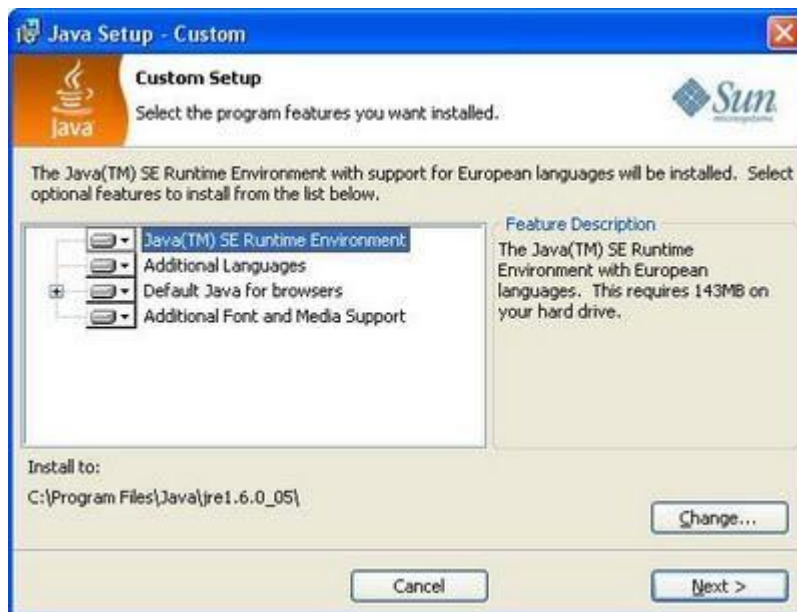 Java Setup - Custom
Custom Setup
Select the program features you want installed.
Java
Sun
microsystems
The Java(TM) SE Runtime Environment with support for European languages will be installed. Select
optional features to install from the list below.
Java(TM) SE Runtime Environment
Additional Languages
Default Java for browsers
Additional Font and Media Support
Feature Description
The Java(TM) SE Runtime
Environment with European
languages. This requires 143MB on
your hard drive.
Install to:
C:\Program Files\Java\jre1.6.0_05\
Change...
Cancel
Next >